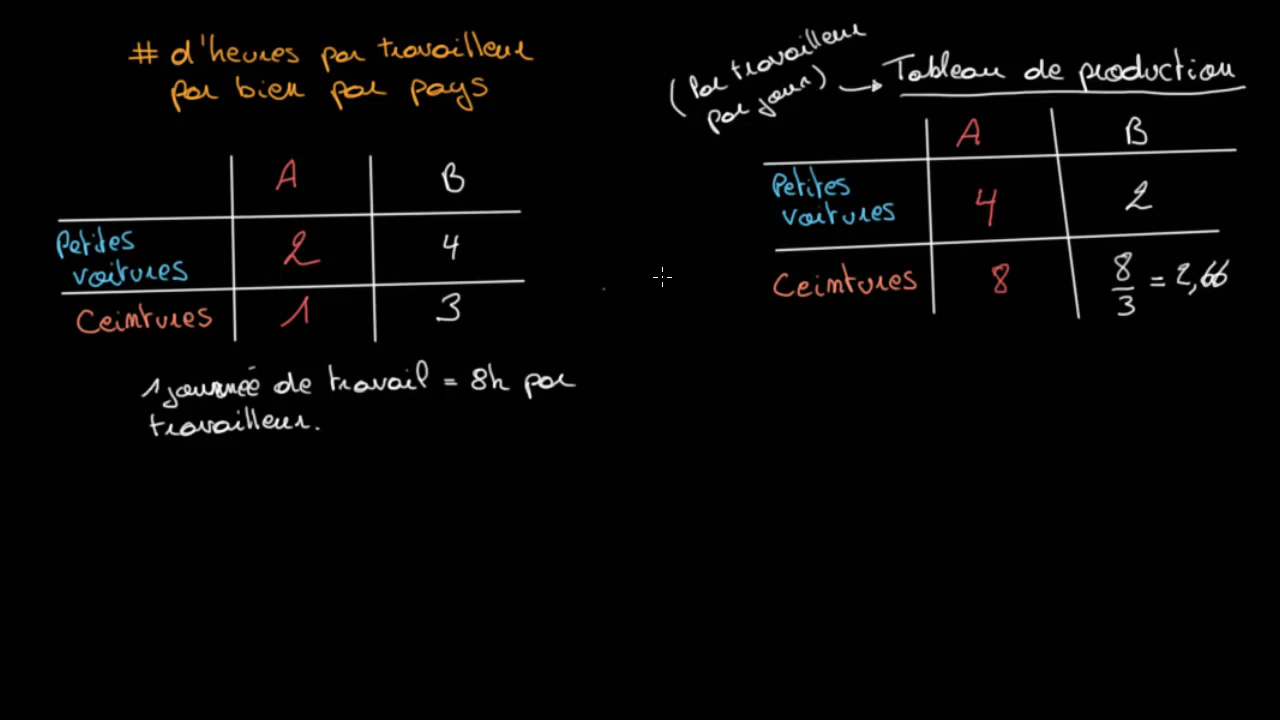 # d'heures par travailleur
par bien par pays
A B
Petites
voitures 2 4
Ceintures 1 3
1 journée de travail = 8h par
travailleur.
(Par travailleur
par jour)
Tableau de production
A B
Petites
voitures 4 2
Ceintures 8 8/3 = 2,66